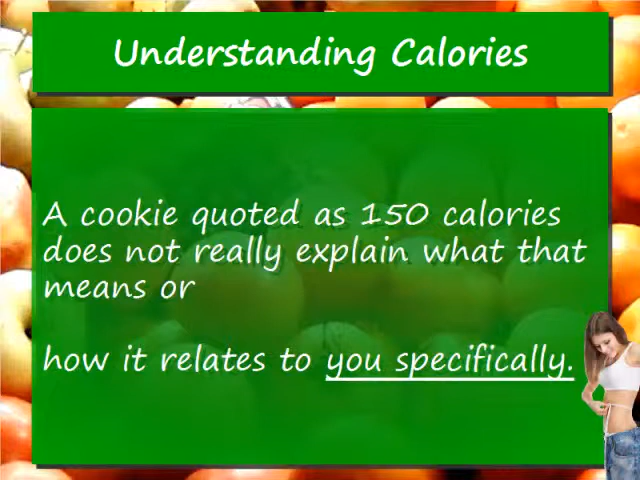 Understanding Calories
A cookie quoted as 150 calories
does not really explain what that
means or
how it relates to you specifically.